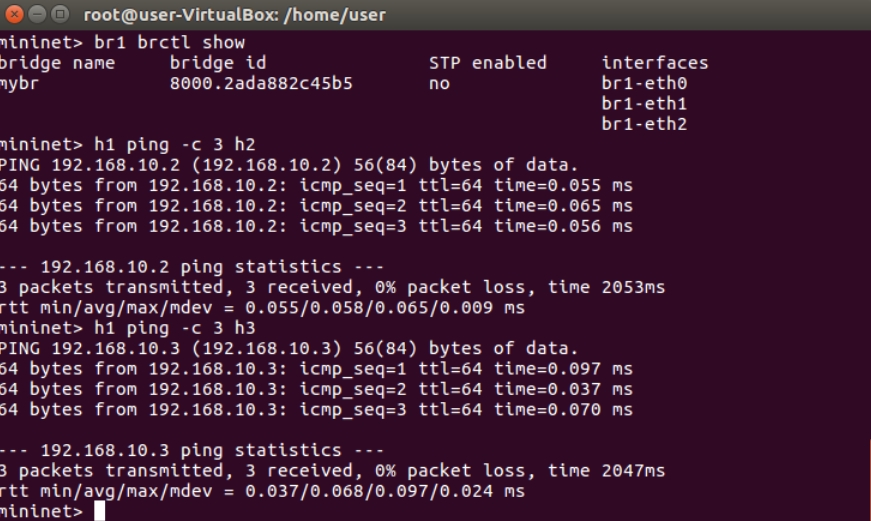 root@user-VirtualBox: /home/user
mininet> br1 brctl show
bridge name bridge id STP enabled interfaces
mybr 8000.2ada882c45b5 no br1-eth0
br1-eth1
br1-eth2
mininet> h1 ping -c 3 h2
PING 192.168.10.2 (192.168.10.2) 56(84) bytes of data.
64 bytes from 192.168.10.2: icmp_seq=1 ttl=64 time=0.055 ms
64 bytes from 192.168.10.2: icmp_seq=2 ttl=64 time=0.065 ms
64 bytes from 192.168.10.2: icmp_seq=3 ttl=64 time=0.056 ms
--- 192.168.10.2 ping statistics ---
3 packets transmitted, 3 received, 0% packet loss, time 2053ms
rtt min/avg/max/mdev = 0.055/0.058/0.065/0.009 ms
mininet> h1 ping -c 3 h3
PING 192.168.10.3 (192.168.10.3) 56(84) bytes of data.
64 bytes from 192.168.10.3: icmp_seq=1 ttl=64 time=0.097 ms
64 bytes from 192.168.10.3: icmp_seq=2 ttl=64 time=0.037 ms
64 bytes from 192.168.10.3: icmp_seq=3 ttl=64 time=0.070 ms
--- 192.168.10.3 ping statistics ---
3 packets transmitted, 3 received, 0% packet loss, time 2047ms
rtt min/avg/max/mdev = 0.037/0.068/0.097/0.024 ms
mininet>